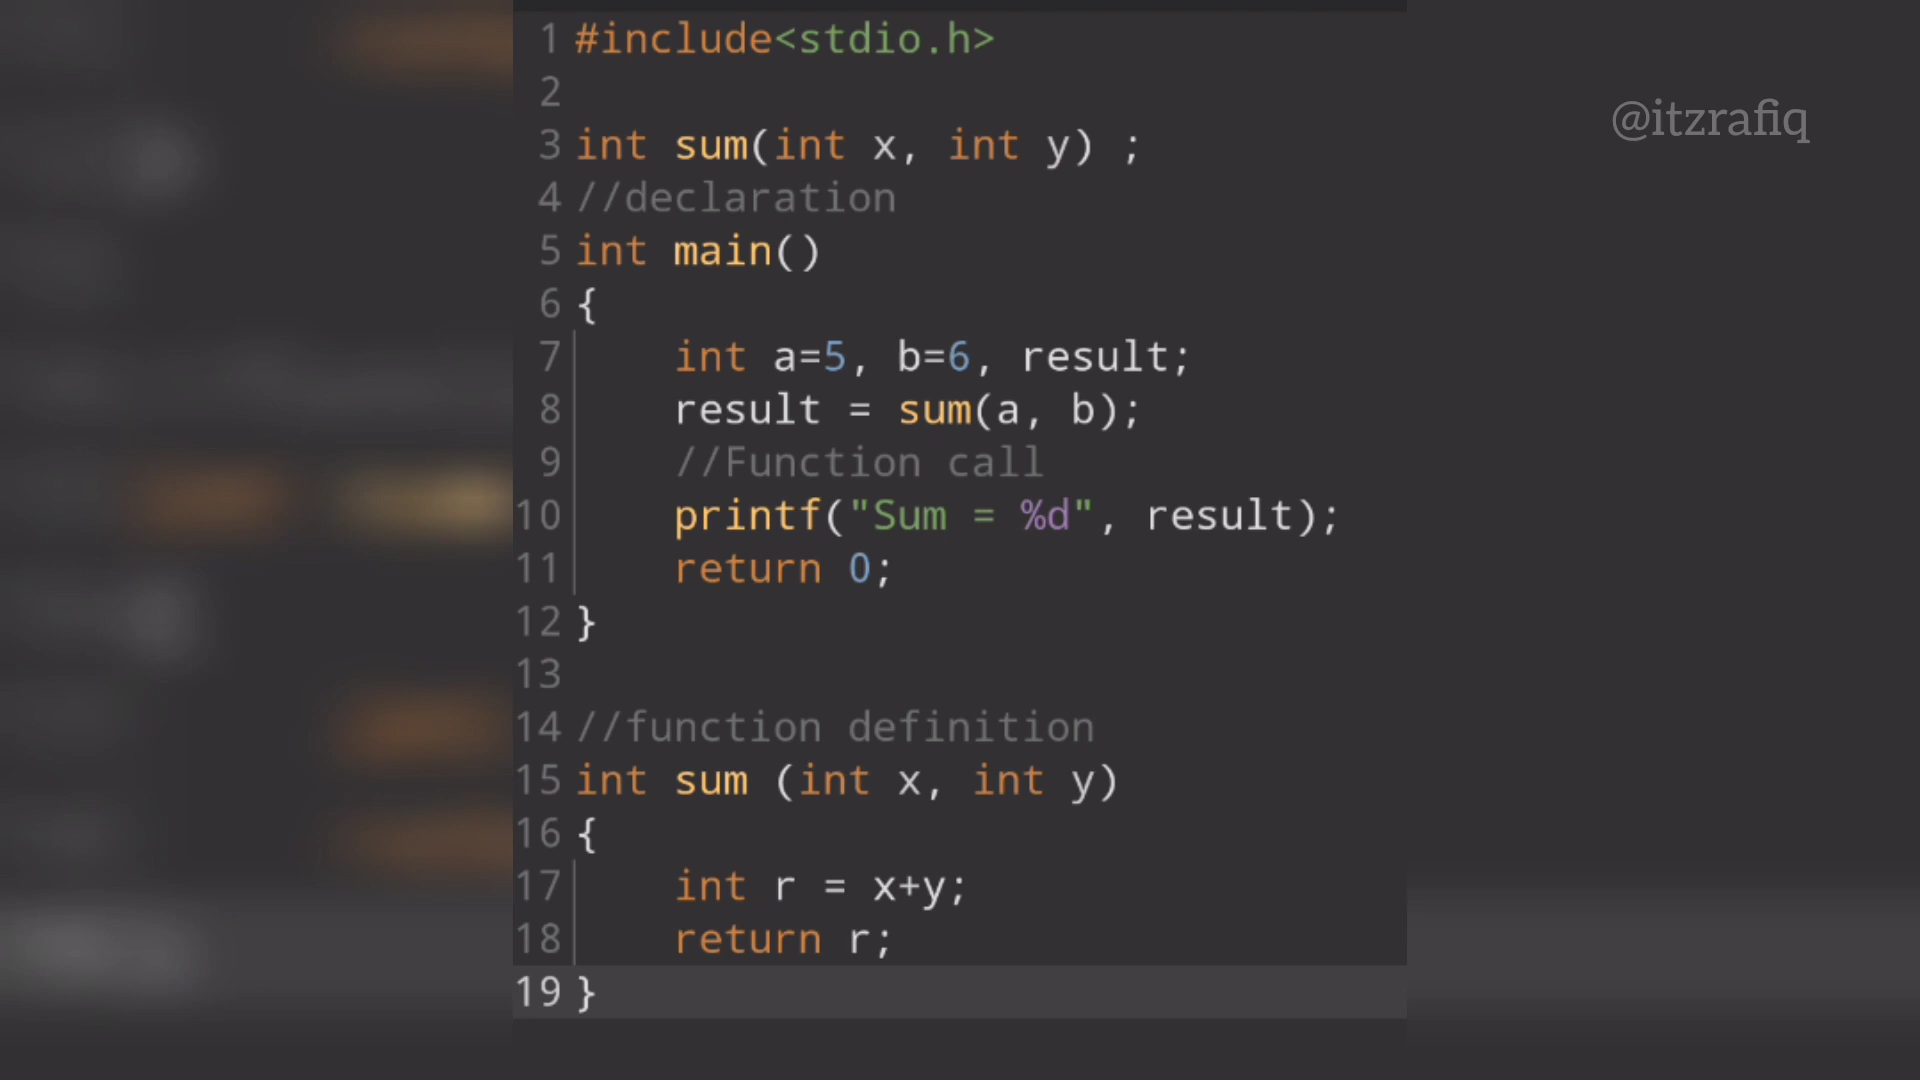 1 #include<stdio.h>
2
3 int sum(int x, int y) ;
4 //declaration
5 int main()
6 {
7     int a=5, b=6, result;
8     result = sum(a, b);
9     //Function call
10     printf("Sum = %d", result);
11     return 0;
12 }
13
14 //function definition
15 int sum (int x, int y)
16 {
17     int r = x+y;
18     return r;
19 }
@itzrafiq